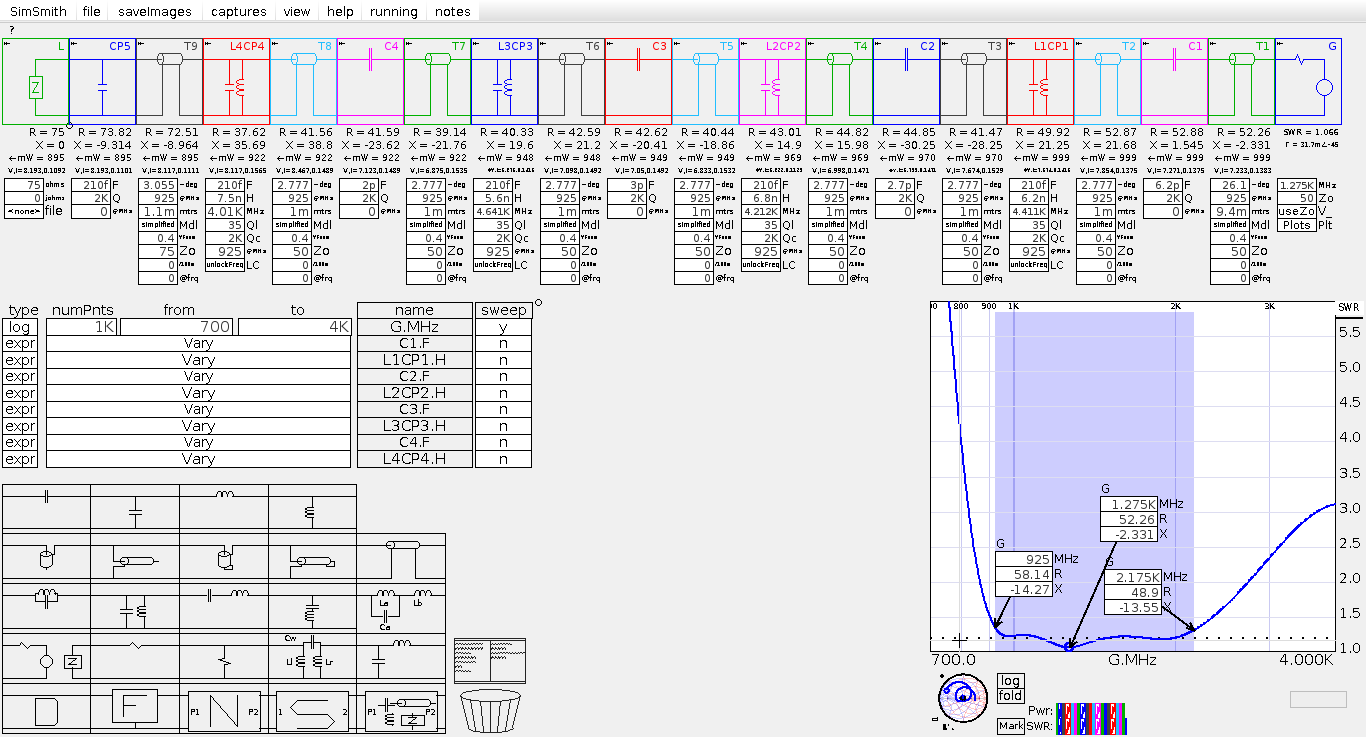 SimSmith file saveImages captures view help running notes
?
L CP5 T9 L4CP4 T8 C4 T7 L3CP3 T6 C3 T5 L2CP2 T4 C2 T3 L1CP1 T2 C1 T1 G
R = 75 R = 73.82 R = 72.51 R = 37.62 R = 41.56 R = 41.59 R = 39.14 R = 40.33 R = 42.59 R = 42.62 R = 40.44 R = 43.01 R = 44.82 R = 44.85 R = 41.47 R = 49.92 R = 52.87 R = 52.88 R = 52.26 SWR = 1.066
X = 0 X = -9.314 X = -8.964 X = 35.69 X = 38.8 X = -23.62 X = -21.76 X = 19.6 X = 21.2 X = -20.41 X = -18.86 X = 14.9 X = 15.98 X = -30.25 X = -28.25 X = 21.25 X = 21.68 X = 1.545 X = -2.331
←mW = 895 ←mW = 895 ←mW = 895 ←mW = 922 ←mW = 922 ←mW = 922 ←mW = 922 ←mW = 948 ←mW = 948 ←mW = 949 ←mW = 949 ←mW = 969 ←mW = 969 ←mW = 970 ←mW = 970 ←mW = 999 ←mW = 999 ←mW = 999 ←mW = 999
75 ohms 210f F 3.055 -deg 210f F 2.777 -deg 2p F 2.777 -deg 210f F 2.777 -deg 3p F 2.777 -deg 210f F 2.777 -deg 2.7p F 2.777 -deg 210f F 2.777 -deg 6.2p F 26.1 -deg 1.275K MHz
0 johms 2K Q 925 @MHz 7.5n H 925 @MHz 2K Q 925 @MHz 5.6n H 925 @MHz 2K Q 925 @MHz 6.8n H 925 @MHz 2K Q 925 @MHz 6.2n H 925 @MHz 2K Q 925 @MHz 50 Zo
<none> file 0 @MHz 1.1m mtrs 4.01K MHz 1m mtrs 0 @MHz 1m mtrs 4.641K MHz 1m mtrs 0 @MHz 1m mtrs 4.212K MHz 1m mtrs 0 @MHz 1m mtrs 4.411K MHz 1m mtrs 0 @MHz 9.4m mtrs useZo V_
simplified Mdl 35 Ql simplified Mdl simplified Mdl 35 Ql simplified Mdl simplified Mdl 35 Ql simplified Mdl simplified Mdl 35 Ql simplified Mdl simplified Mdl Plots Plt
0.4 2K Qc 0.4 0.4 2K Qc 0.4 0.4 2K Qc 0.4 0.4 2K Qc 0.4 0.4
75 Zo 925 @MHz 50 Zo 50 Zo 925 @MHz 50 Zo 50 Zo 925 @MHz 50 Zo 50 Zo 925 @MHz 50 Zo 50 Zo
0 unlockFreq LC 0 0 unlockFreq LC 0 0 unlockFreq LC 0 0 unlockFreq LC 0 0
0 @frq 0 @frq 0 @frq 0 @frq 0 @frq 0 @frq 0 @frq 0 @frq 0 @frq
type numPnts from to name sweep
log 1K 700 4K G.MHz y
expr Vary C1.F n
expr Vary L1CP1.H n
expr Vary C2.F n
expr Vary L2CP2.H n
expr Vary C3.F n
expr Vary L3CP3.H n
expr Vary C4.F n
expr Vary L4CP4.H n
La Lb
Ca
Cw
Ll Lr
D F P1 N P2 1 S 2 P1 Z P2
800 900 1K 2K 3K SWR
5.5
5.0
4.5
4.0
3.5
3.0
2.5
2.0
1.5
1.0
G
1.275K MHz
52.26 R
-2.331 X
G
925 MHz
58.14 R
-14.27 X
G
2.175K MHz
48.9 R
-13.55 X
700.0 G.MHz 4.000K
log
fold
Pwr:
Mark SWR: